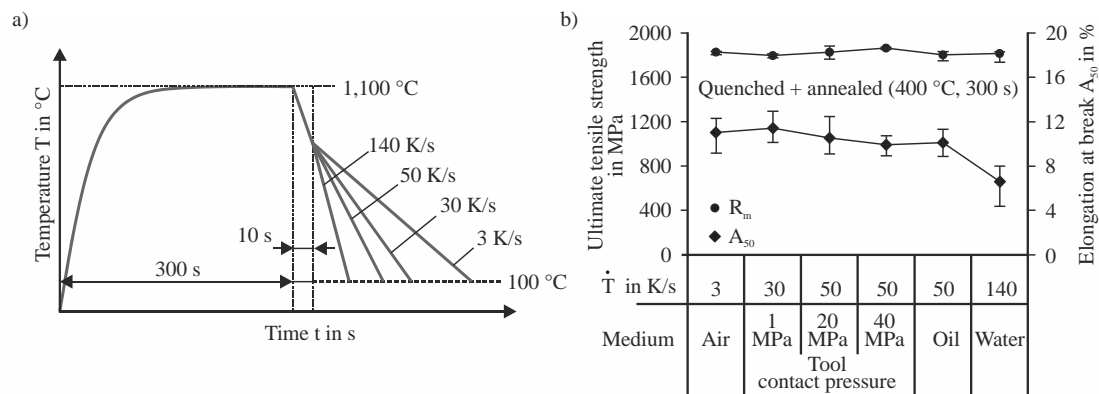 a)
Temperature T in °C
1,100 °C
140 K/s
50 K/s
30 K/s
3 K/s
10 s
300 s
100 °C
Time t in s
b)
Ultimate tensile strength
in MPa
2000
1600
1200
800
400
0
Quenched + annealed (400 °C, 300 s)
R_m
A_50
20
16
12
8
4
0
Elongation at break A_50 in %
Ṫ in K/s 3 30 50 50 50 140
Medium Air 1 MPa 20 MPa 40 MPa Oil Water
Tool
contact pressure